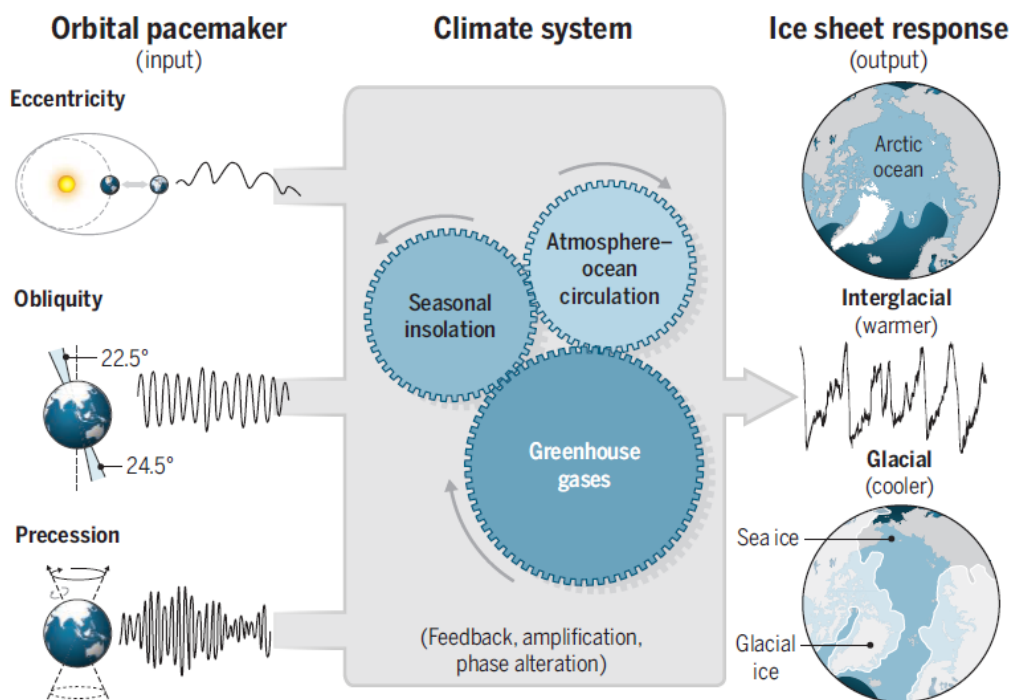 Orbital pacemaker
(input)
Eccentricity
Obliquity
22.5°
24.5°
Precession
Climate system
Seasonal
insolation
Atmosphere–
ocean
circulation
Greenhouse
gases
(Feedback, amplification,
phase alteration)
Ice sheet response
(output)
Arctic
ocean
Interglacial
(warmer)
Glacial
(cooler)
Sea ice
Glacial
ice